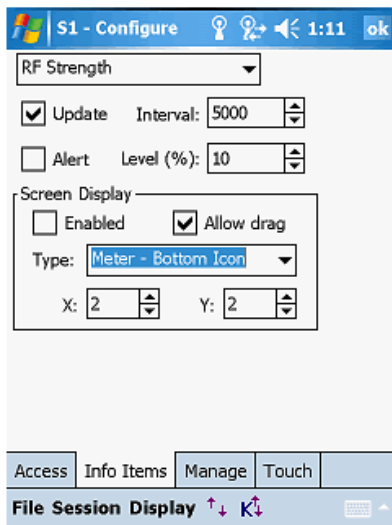 S1 - Configure 1:11 ok
RF Strength
Update Interval: 5000
Alert Level (%): 10
Screen Display
Enabled Allow drag
Type: Meter - Bottom Icon
X: 2 Y: 2
Access Info Items Manage Touch
File Session Display K